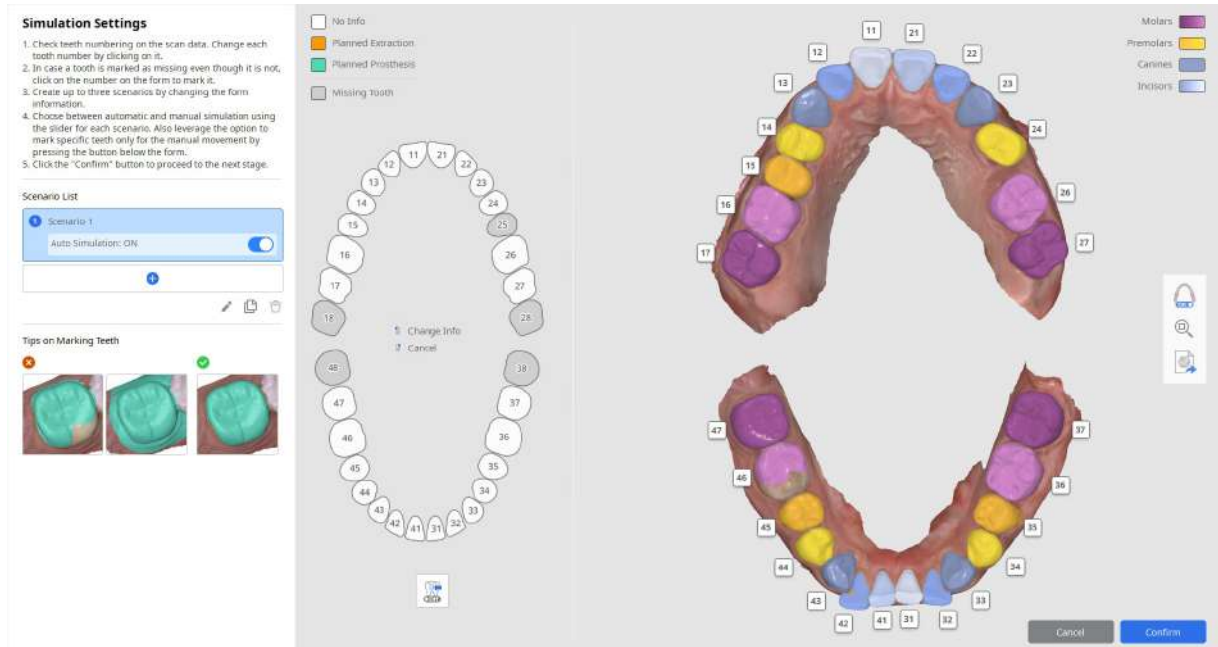 Simulation Settings
1. Check teeth numbering on the scan data. Change each
tooth number by clicking on it.
2. In case a tooth is marked as missing even though it is not,
click on the number on the form to mark it.
3. Create up to three scenarios by changing the form
information.
4. Choose between automatic and manual simulation using
the slider for each scenario. Also leverage the option to
mark specific teeth only for the manual movement by
pressing the button below the form.
5. Click the "Confirm" button to proceed to the next stage.
Scenario List
1 Scenario 1
Auto Simulation: ON
Tips on Marking Teeth
No Info
Planned Extraction
Planned Prosthesis
Missing Tooth
11 21
12 22
13 23
14 24
15 25
16 26
17 27
18 28
Change Info
Cancel
48 38
47 37
46 36
45 35
44 34
43 33
42 41 31 32
11 21
12 22
13 23
14 24
15
16 26
17 27
47 37
46 36
45 35
44 34
43 33
42 41 31 32
Molars
Premolars
Canines
Incisors
Cancel Confirm